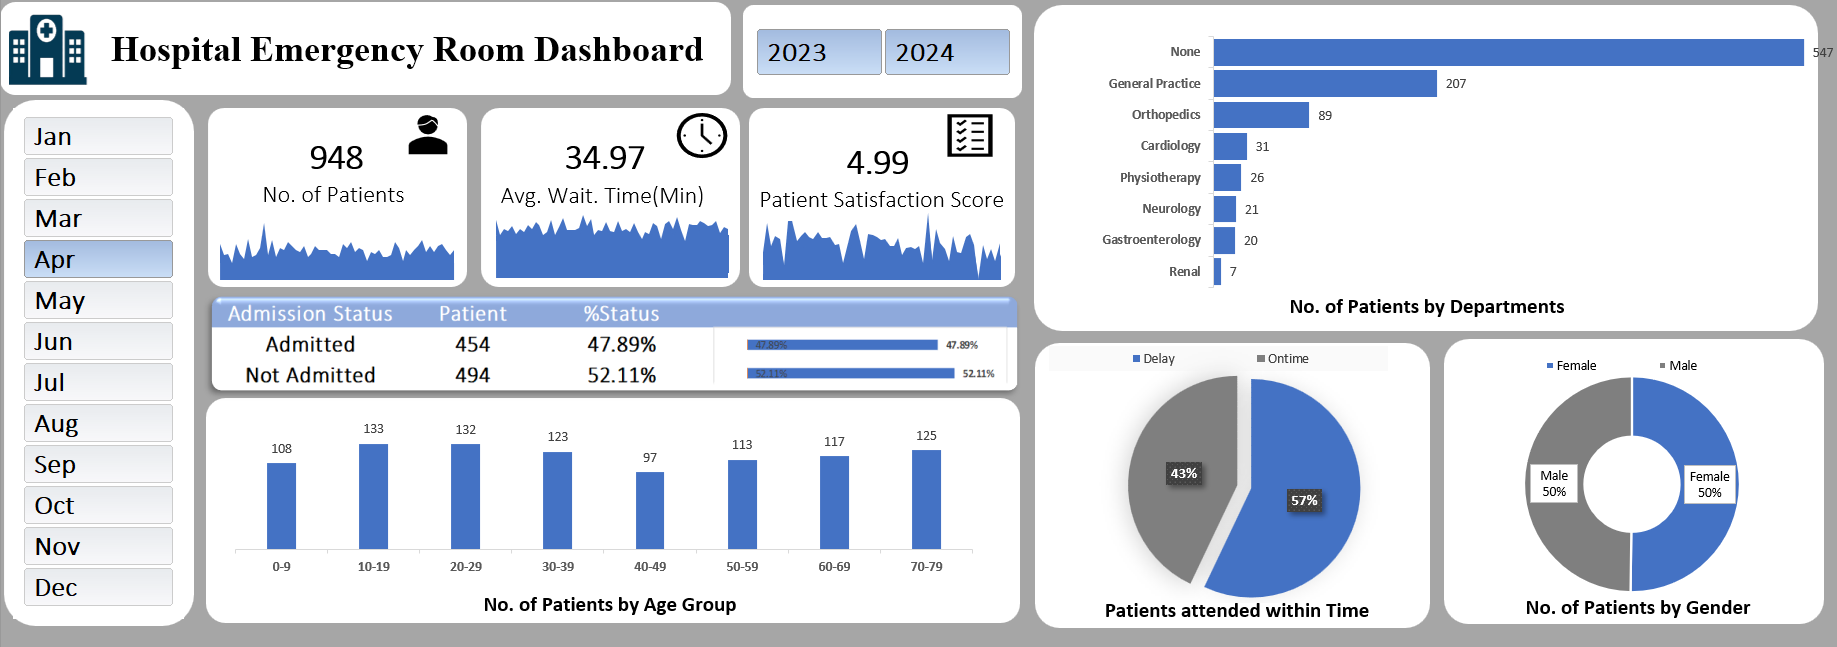 Hospital Emergency Room Dashboard
2023
2024
Jan
Feb
Mar
Apr
May
Jun
Jul
Aug
Sep
Oct
Nov
Dec
948
No. of Patients
34.97
Avg. Wait. Time(Min)
4.99
Patient Satisfaction Score
Admission Status Patient %Status
Admitted 454 47.89% 47.89% 47.89%
Not Admitted 494 52.11% 52.11% 52.11%
108 133 132 123 97 113 117 125
0-9 10-19 20-29 30-39 40-49 50-59 60-69 70-79
No. of Patients by Age Group
None 547
General Practice 207
Orthopedics 89
Cardiology 31
Physiotherapy 26
Neurology 21
Gastroenterology 20
Renal 7
No. of Patients by Departments
Delay Ontime
43%
57%
Patients attended within Time
Female Male
Male
50%
Female
50%
No. of Patients by Gender